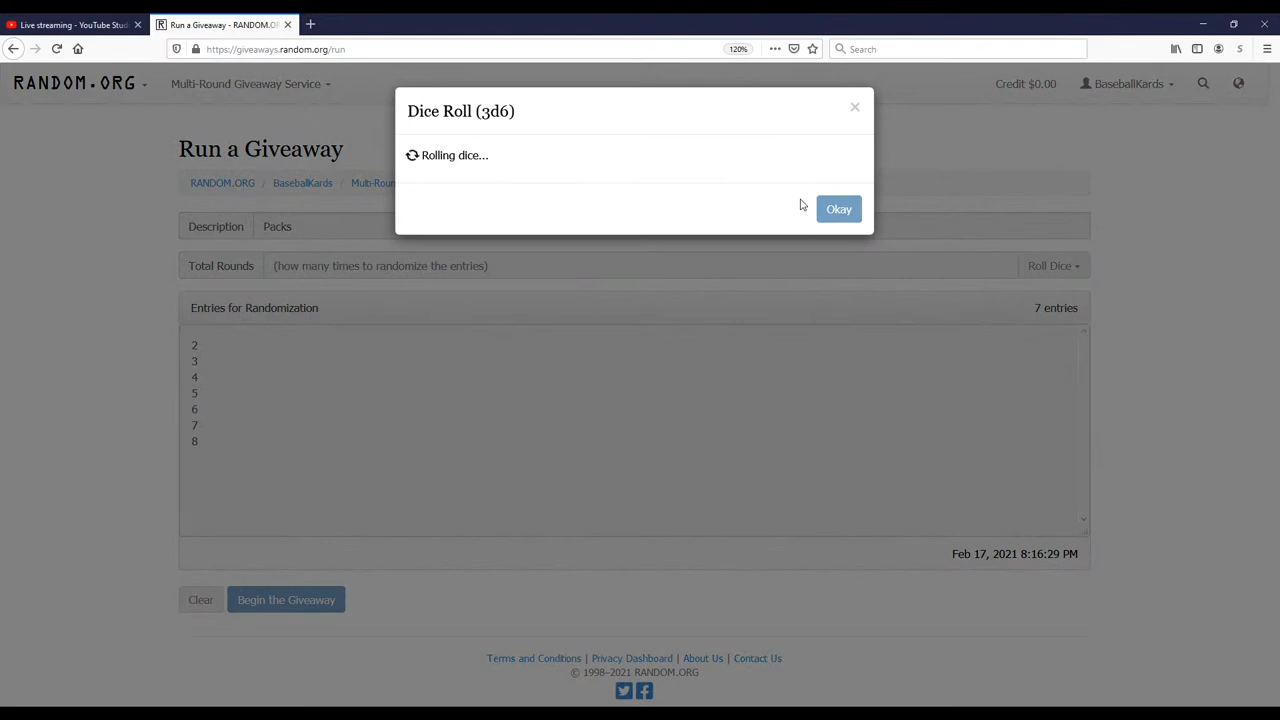 Live streaming - YouTube Stud
Run a Giveaway - RANDOM.OR
https://giveaways.random.org/run
120%
Search
RANDOM.ORG
Multi-Round Giveaway Service
Credit $0.00
BaseballKards
Dice Roll (3d6)
Rolling dice...
Okay
Run a Giveaway
RANDOM.ORG / BaseballKards / Multi-Roun
Description Packs
Total Rounds (how many times to randomize the entries) Roll Dice
Entries for Randomization 7 entries
2
3
4
5
6
7
8
Feb 17, 2021 8:16:29 PM
Clear Begin the Giveaway
Terms and Conditions | Privacy Dashboard | About Us | Contact Us
© 1998–2021 RANDOM.ORG